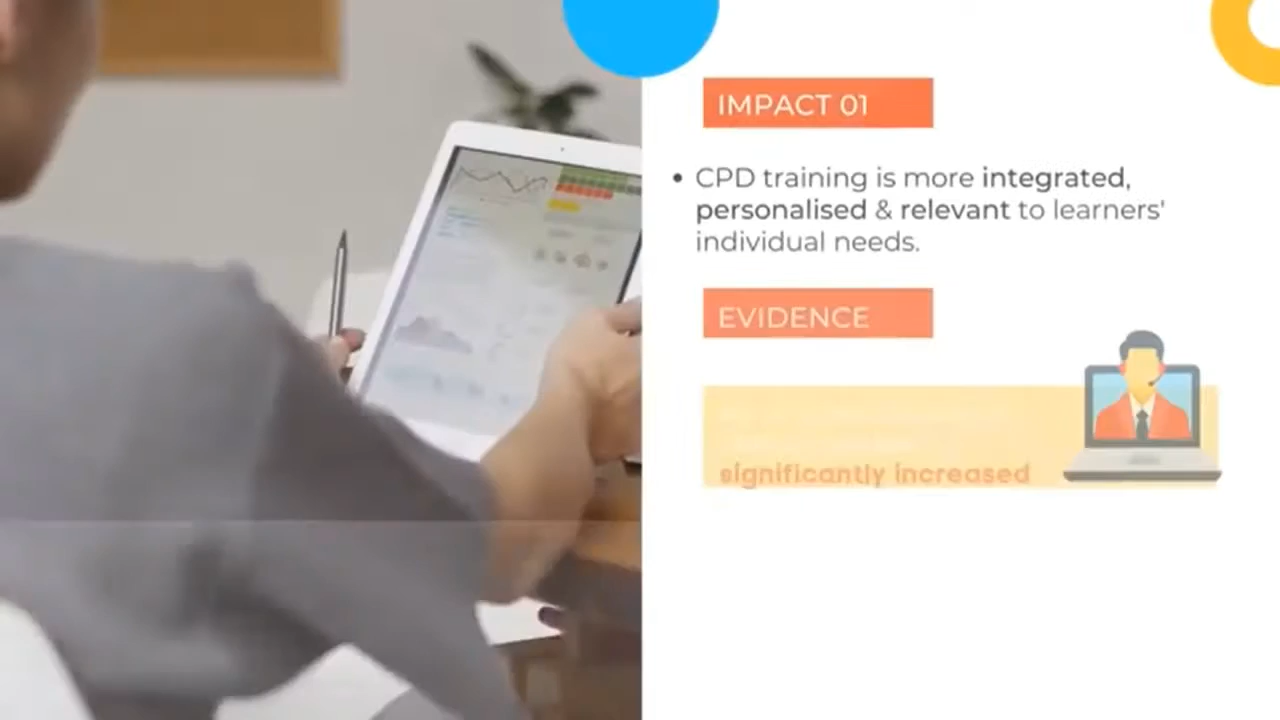 IMPACT 01
• CPD training is more integrated,
personalised & relevant to learners'
individual needs.
EVIDENCE
significantly increased